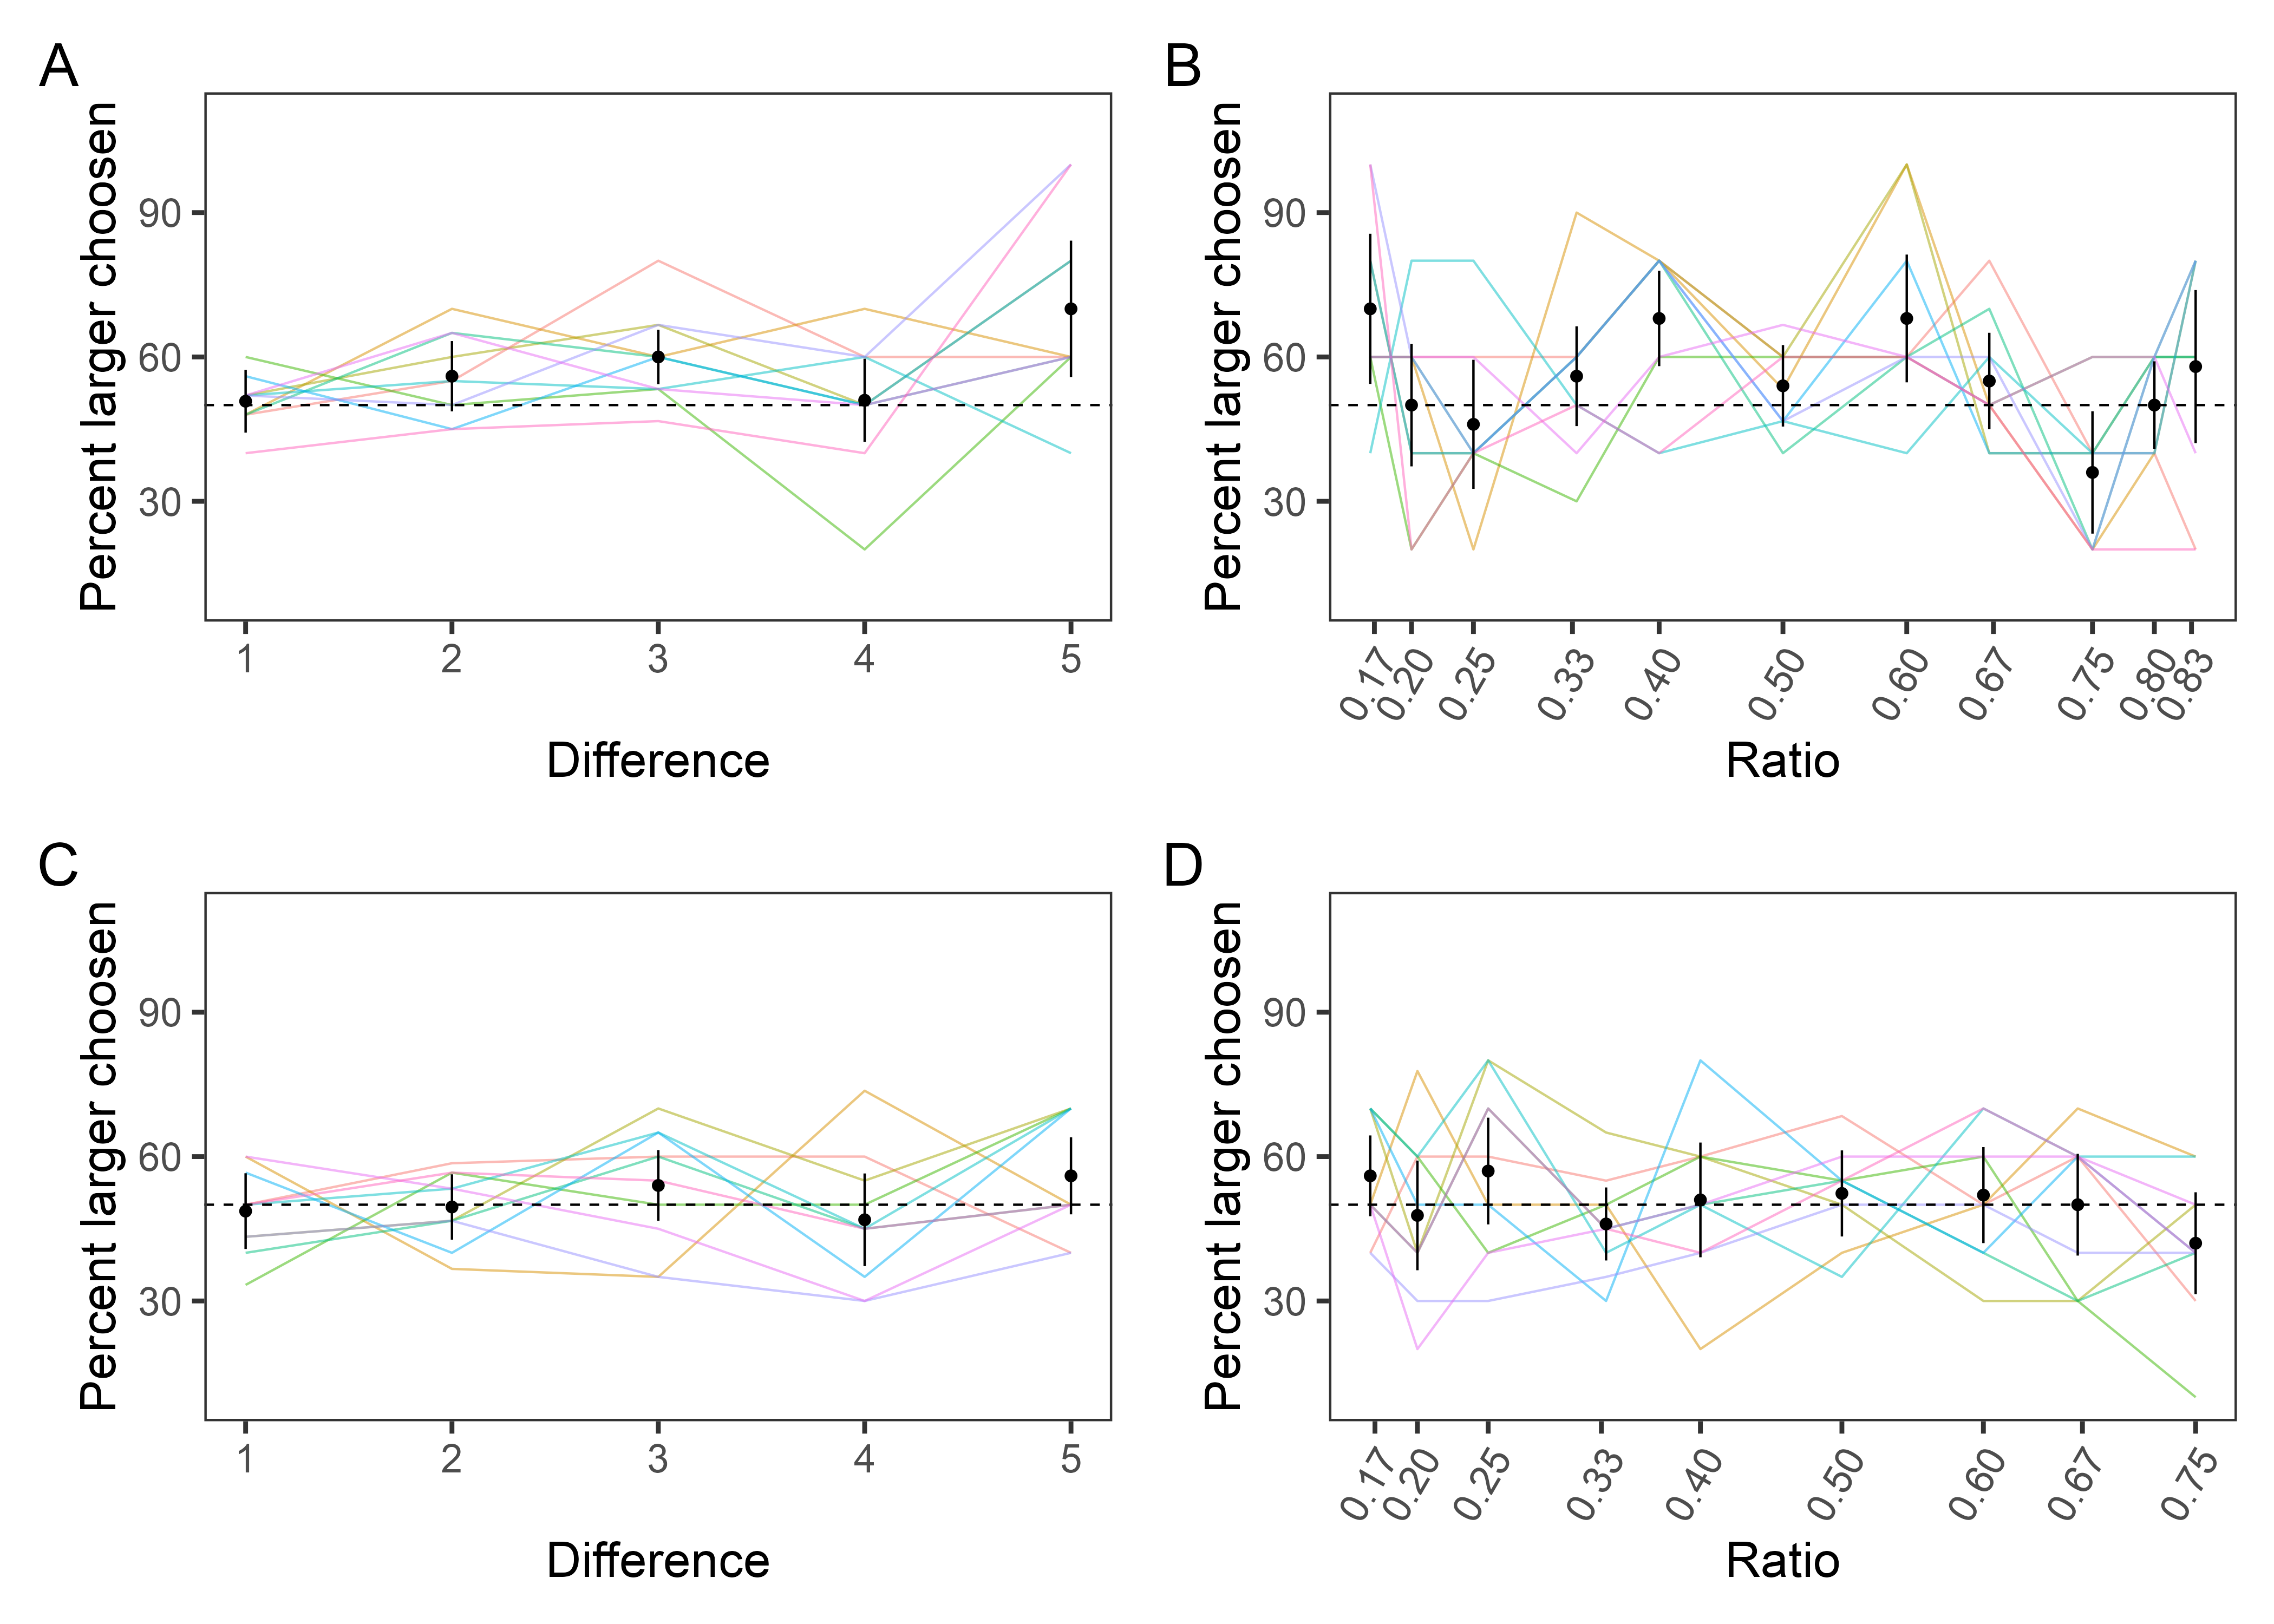 A
Percent larger choosen
90
60
30
1 2 3 4 5
Difference
B
Percent larger choosen
90
60
30
0.17 0.20 0.25 0.33 0.40 0.50 0.60 0.67 0.75 0.80 0.83
Ratio
C
Percent larger choosen
90
60
30
1 2 3 4 5
Difference
D
Percent larger choosen
90
60
30
0.17 0.20 0.25 0.33 0.40 0.50 0.60 0.67 0.75
Ratio